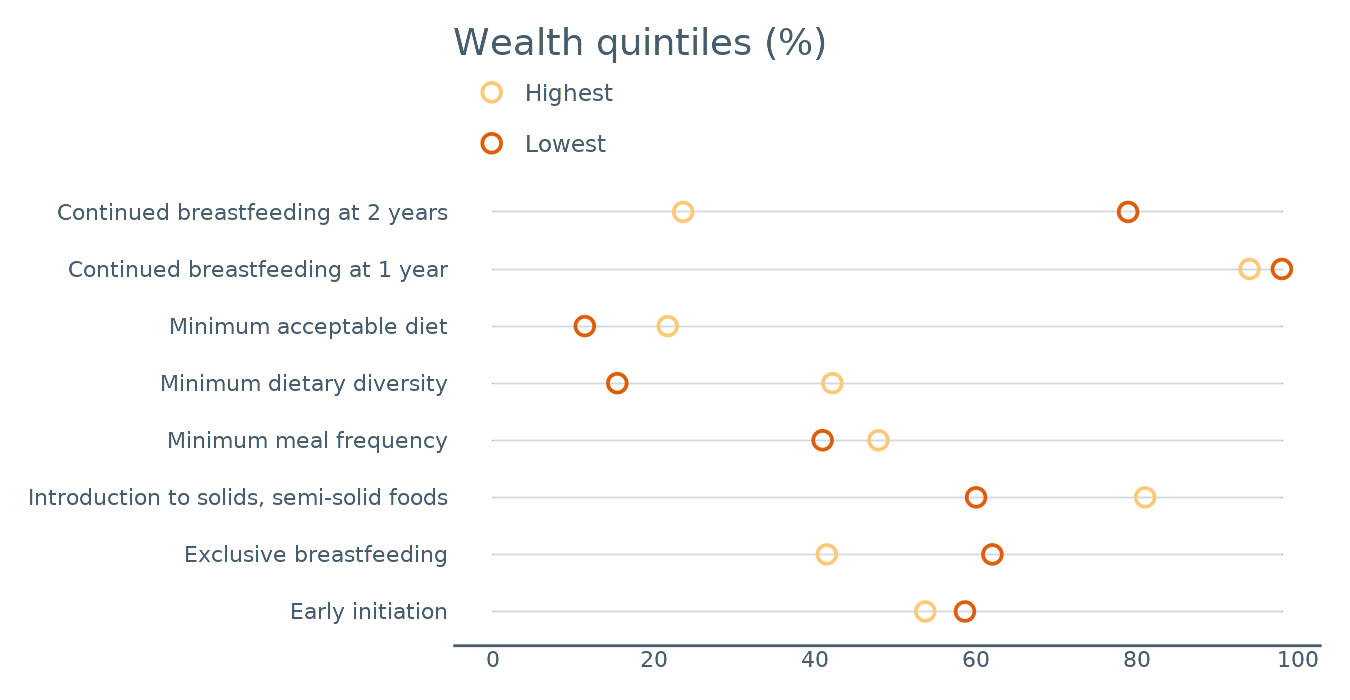 Wealth quintiles (%)
Highest
Lowest
Continued breastfeeding at 2 years
Continued breastfeeding at 1 year
Minimum acceptable diet
Minimum dietary diversity
Minimum meal frequency
Introduction to solids, semi-solid foods
Exclusive breastfeeding
Early initiation
0 20 40 60 80 100